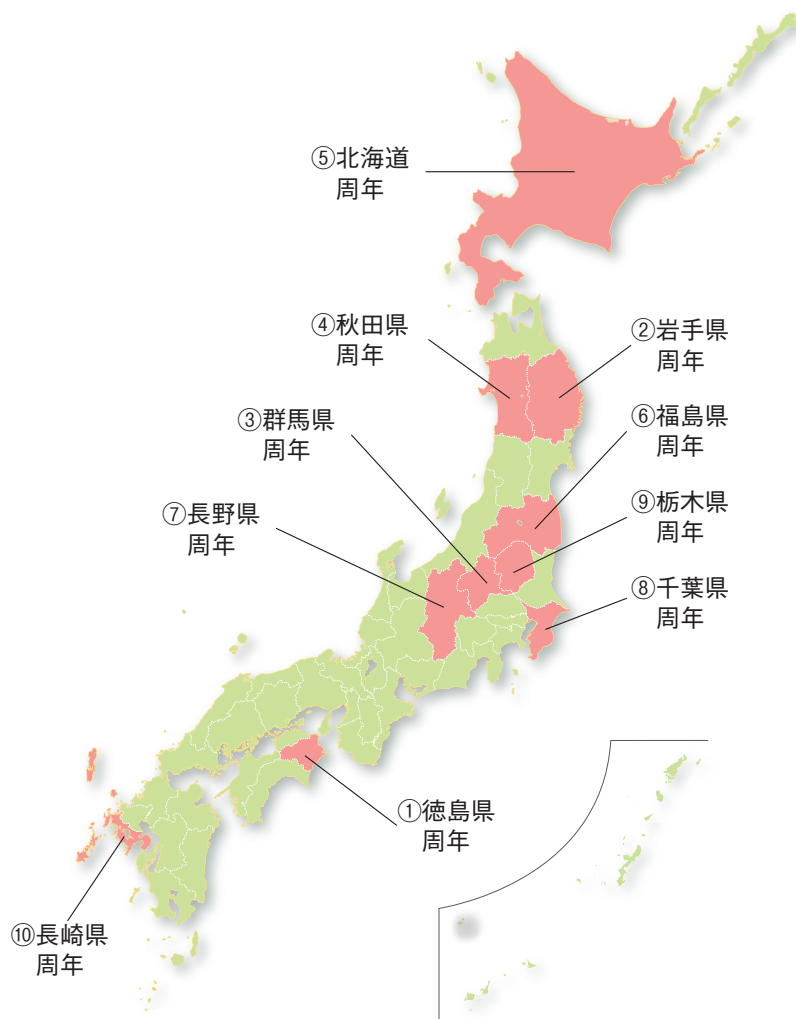 ⑤北海道
周年
④秋田県
周年
②岩手県
周年
③群馬県
周年
⑥福島県
周年
⑦長野県
周年
⑨栃木県
周年
⑧千葉県
周年
①徳島県
周年
⑩長崎県
周年